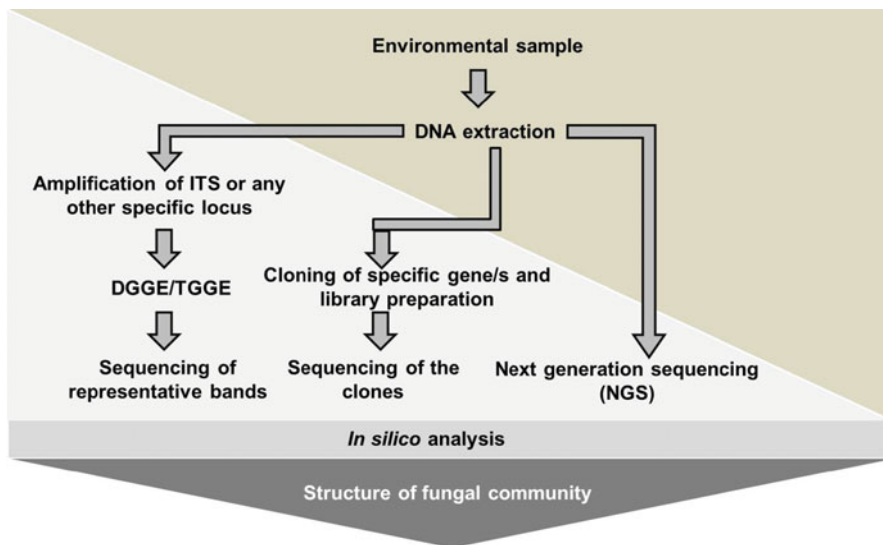 Environmental sample
DNA extraction
Amplification of ITS or any
other specific locus
DGGE/TGGE
Sequencing of
representative bands
Cloning of specific gene/s and
library preparation
Sequencing of the
clones
Next generation sequencing
(NGS)
In silico analysis
Structure of fungal community